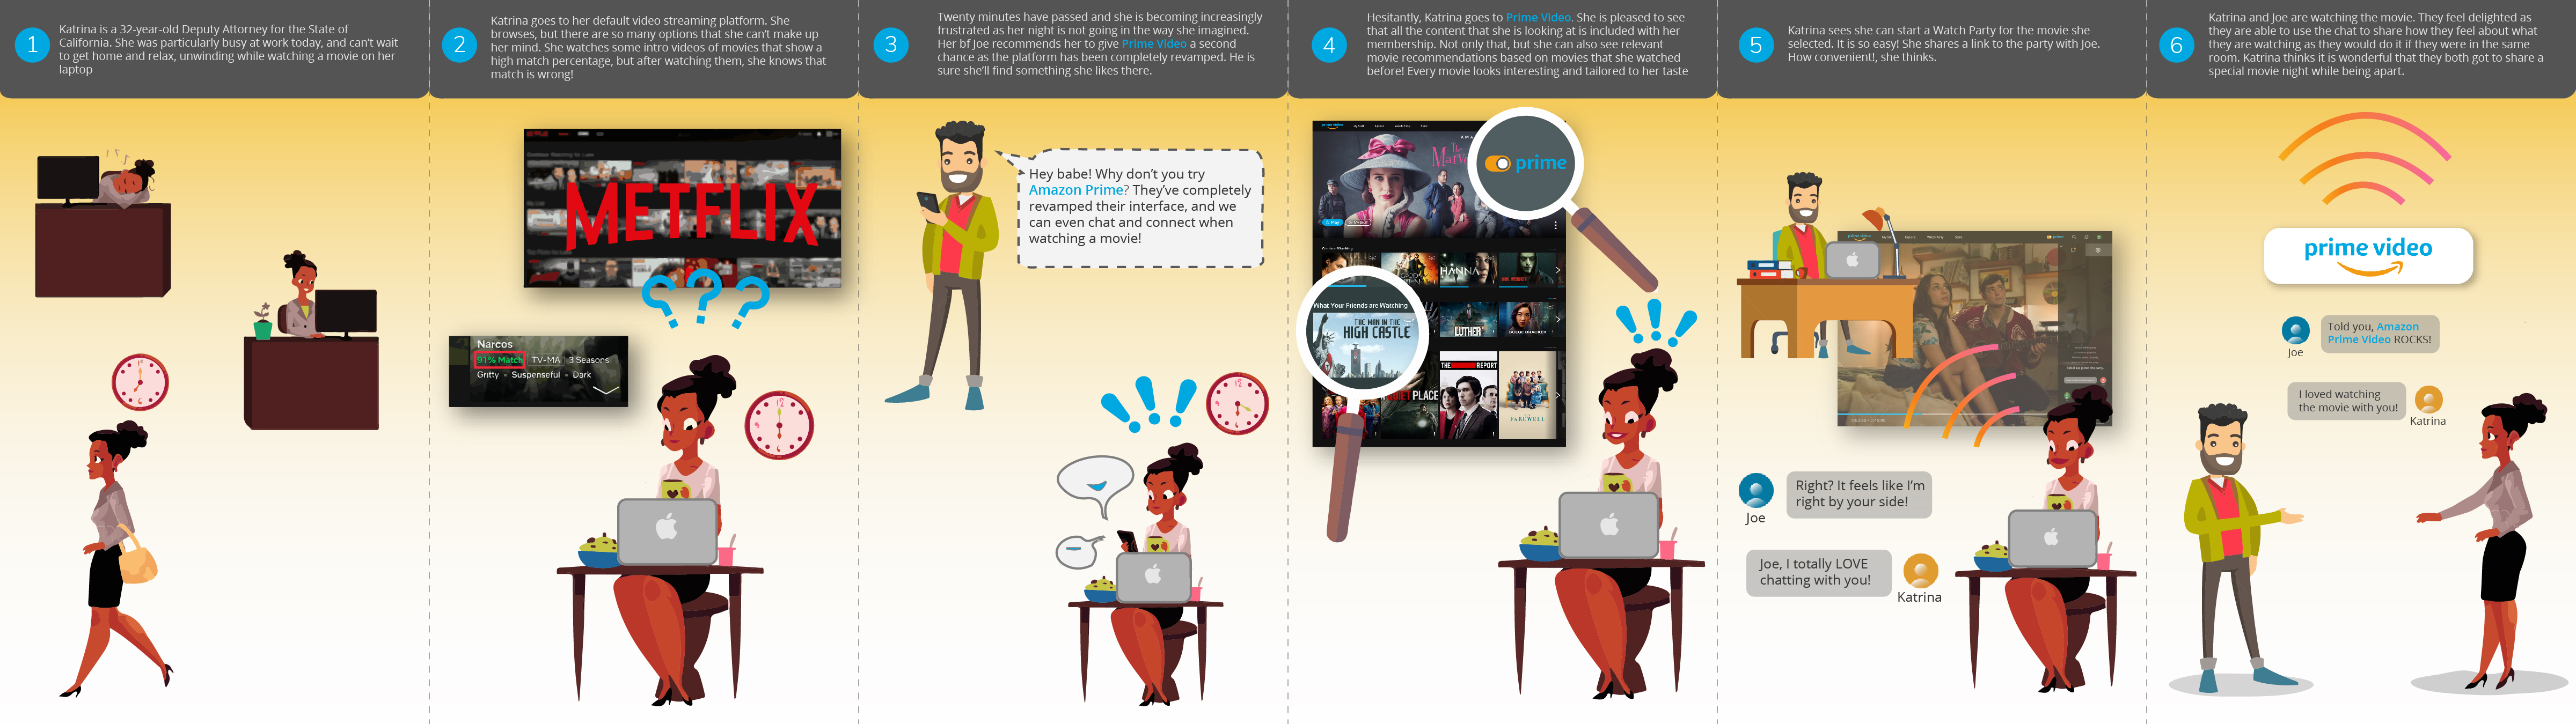 1
Katrina is a 32-year-old Deputy Attorney for the State of
California. She was particularly busy at work today, and can't wait
to get home and relax, unwinding while watching a movie on her
laptop
2
Katrina goes to her default video streaming platform. She
browses, but there are so many options that she can't make up
her mind. She watches some intro videos of movies that show a
high match percentage, but after watching them, she knows that
match is wrong!
METFLIX
Narcos
91% Match TV-MA 3 Seasons
Gritty • Suspenseful • Dark
3
Twenty minutes have passed and she is becoming increasingly
frustrated as her night is not going in the way she imagined.
Her bf Joe recommends her to give Prime Video a second
chance as the platform has been completely revamped. He is
sure she'll find something she likes there.
Hey babe! Why don't you try
Amazon Prime? They've completely
revamped their interface, and we
can even chat and connect when
watching a movie!
4
Hesitantly, Katrina goes to Prime Video. She is pleased to see
that all the content that she is looking at is included with her
membership. Not only that, but she can also see relevant
movie recommendations based on movies that she watched
before! Every movie looks interesting and tailored to her taste
prime video
The
Marv
prime
HANNA
What Your Friends are Watching
THE MAN IN THE
HIGH CASTLE
LUTHER
THE REPORT
QUIET PLACE
FAREWELL
5
Katrina sees she can start a Watch Party for the movie she
selected. It is so easy! She shares a link to the party with Joe.
How convenient!, she thinks.
prime video
Right? It feels like I'm
right by your side!
Joe
Joe, I totally LOVE
chatting with you!
Katrina
6
Katrina and Joe are watching the movie. They feel delighted as
they are able to use the chat to share how they feel about what
they are watching as they would do it if they were in the same
room. Katrina thinks it is wonderful that they both got to share a
special movie night while being apart.
prime video
Told you, Amazon
Prime Video ROCKS!
Joe
I loved watching
the movie with you!
Katrina